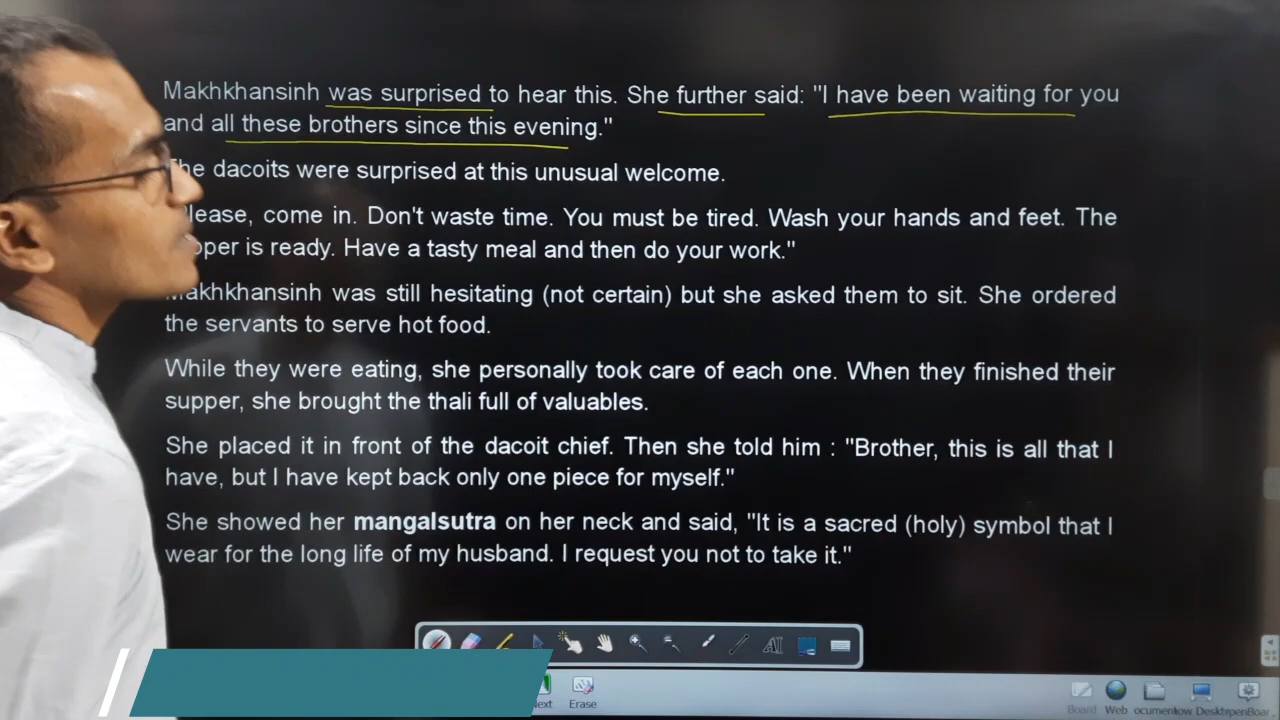 Makhkhansinh was surprised to hear this. She further said: "I have been waiting for you
and all these brothers since this evening."
The dacoits were surprised at this unusual welcome.
come in. Don't waste time. You must be tired. Wash your hands and feet. The
is ready. Have a tasty meal and then do your work."
Makhkhansinh was still hesitating (not certain) but she asked them to sit. She ordered
the servants to serve hot food.
While they were eating, she personally took care of each one. When they finished their
supper, she brought the thali full of valuables.
She placed it in front of the dacoit chief. Then she told him : "Brother, this is all that I
have, but I have kept back only one piece for myself."
She showed her mangalsutra on her neck and said, "It is a sacred (holy) symbol that I
wear for the long life of my husband. I request you not to take it."
AI
Erase
Board Web